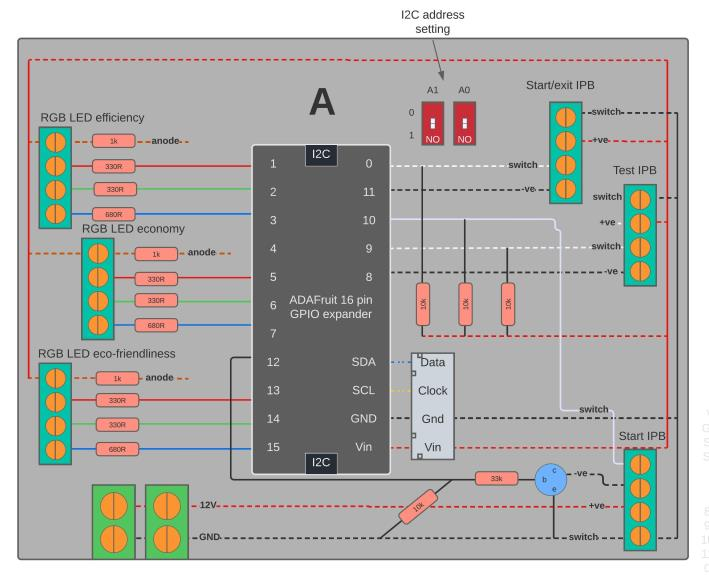 I2C address
setting
A
A1 A0
0
1
NO NO
Start/exit IPB
switch
+ve
switch
-ve
Test IPB
switch
+ve
switch
-ve
RGB LED efficiency
1k anode
330R
330R
680R
RGB LED economy
1k anode
330R
330R
680R
RGB LED eco-friendliness
1k anode
330R
330R
680R
I2C
1 0
2 11
3 10
4 9
5 8
6
7
ADAFruit 16 pin
GPIO expander
12 SDA
13 SCL
14 GND
15 Vin
I2C
10k 10k 10k
Data
Clock
Gnd
Vin
switch
Start IPB
33k
10k
c
b
e
-ve
12V
+ve
GND
switch